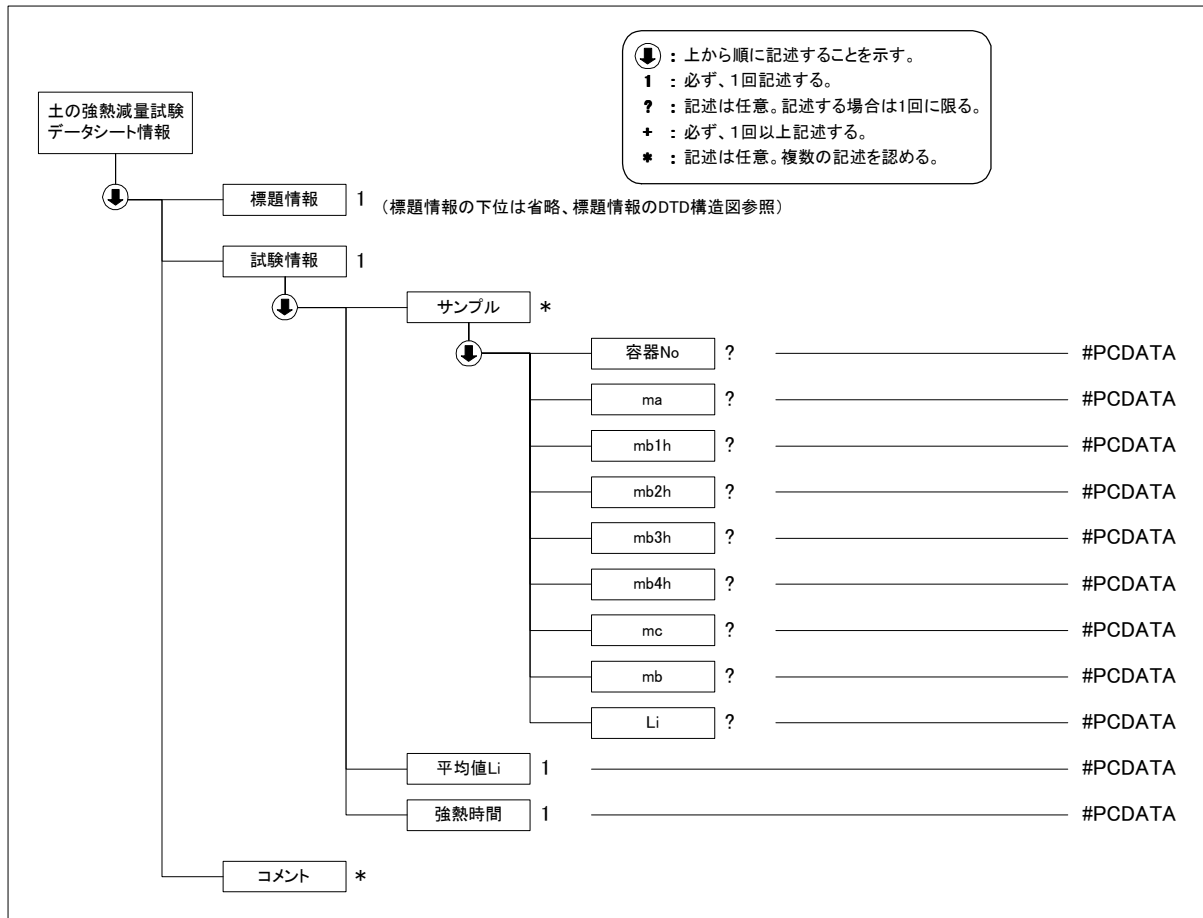 ： 上から順に記述することを示す。
1 ： 必ず、1回記述する。
? ： 記述は任意。記述する場合は1回に限る。
+ ： 必ず、1回以上記述する。
* ： 記述は任意。複数の記述を認める。
土の強熱減量試験
データシート情報
標題情報 1 （標題情報の下位は省略、標題情報のDTD構造図参照）
試験情報 1
サンプル *
容器No ? #PCDATA
ma ? #PCDATA
mb1h ? #PCDATA
mb2h ? #PCDATA
mb3h ? #PCDATA
mb4h ? #PCDATA
mc ? #PCDATA
mb ? #PCDATA
Li ? #PCDATA
平均値Li 1 #PCDATA
強熱時間 1 #PCDATA
コメント *